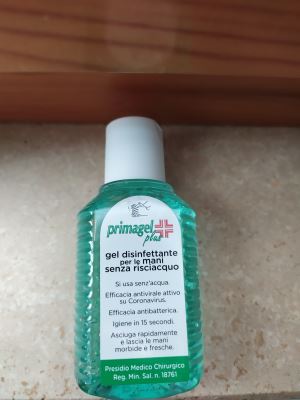 primagel
plus
gel disinfettante
per le mani
senza risciacquo
Si usa senz'acqua.
Efficacia antivirale attivo
su Coronavirus.
Efficacia antibatterica.
Igiene in 15 secondi.
Asciuga rapidamente
e lascia le mani
morbide e fresche.
Presidio Medico Chirurgico
Reg. Min. Sal. n. 18761